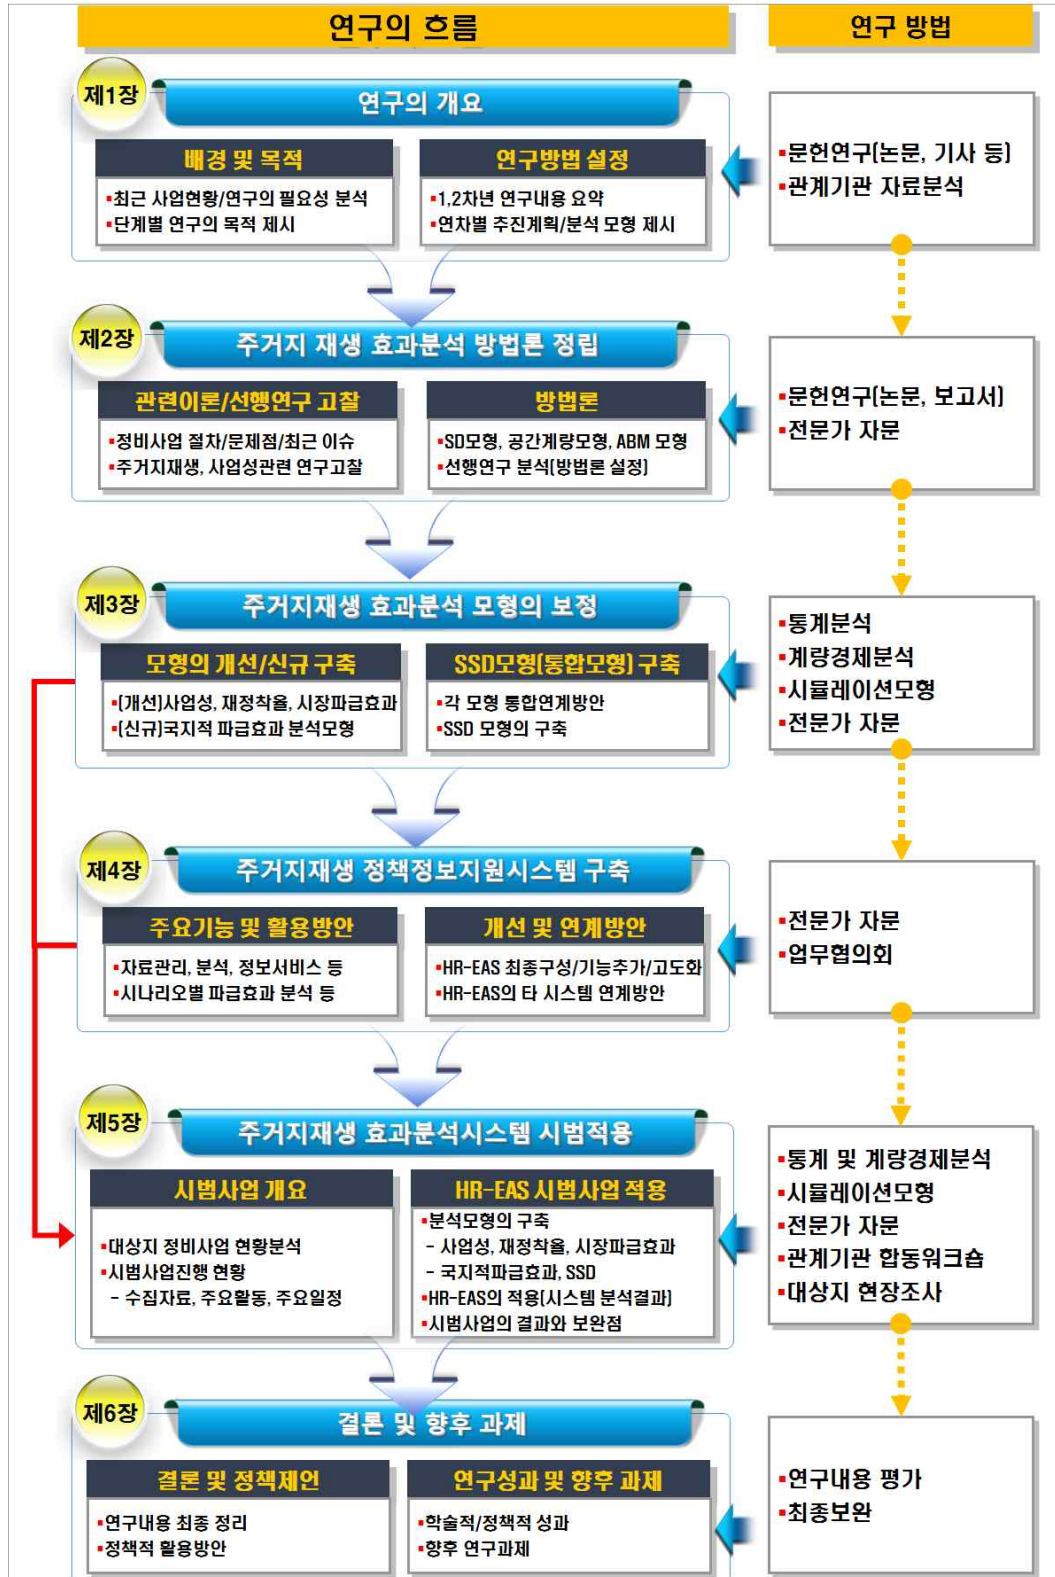 연구의 흐름
연구 방법
제1장
연구의 개요
배경 및 목적
▪최근 사업현황/연구의 필요성 분석
▪단계별 연구의 목적 제시
연구방법 설정
▪1,2차년 연구내용 요약
▪연차별 추진계획/분석 모형 제시
▪문헌연구(논문, 기사 등)
▪관계기관 자료분석
제2장
주거지 재생 효과분석 방법론 정립
관련이론/선행연구 고찰
▪정비사업 절차/문제점/최근 이슈
▪주거지재생, 사업성관련 연구고찰
방법론
▪SD모형, 공간계량모형, ABM 모형
▪선행연구 분석(방법론 설정)
▪문헌연구(논문, 보고서)
▪전문가 자문
제3장
주거지재생 효과분석 모형의 보정
모형의 개선/신규 구축
▪(개선)사업성, 재정착율, 시장파급효과
▪(신규)국지적 파급효과 분석모형
SSD모형(통합모형) 구축
▪각 모형 통합연계방안
▪SSD 모형의 구축
▪통계분석
▪계량경제분석
▪시뮬레이션모형
▪전문가 자문
제4장
주거지재생 정책정보지원시스템 구축
주요기능 및 활용방안
▪자료관리, 분석, 정보서비스 등
▪시나리오별 파급효과 분석 등
개선 및 연계방안
▪HR-EAS 최종구성/기능추가/고도화
▪HR-EAS의 타 시스템 연계방안
▪전문가 자문
▪업무협의회
제5장
주거지재생 효과분석시스템 시범적용
시범사업 개요
▪대상지 정비사업 현황분석
▪시범사업진행 현황
– 수집자료, 주요활동, 주요일정
HR-EAS 시범사업 적용
▪분석모형의 구축
– 사업성, 재정착율, 시장파급효과
– 국지적파급효과, SSD
▪HR-EAS의 적용(시스템 분석결과)
▪시범사업의 결과와 보완점
▪통계 및 계량경제분석
▪시뮬레이션모형
▪전문가 자문
▪관계기관 합동워크숍
▪대상지 현장조사
제6장
결론 및 향후 과제
결론 및 정책제언
▪연구내용 최종 정리
▪정책적 활용방안
연구성과 및 향후 과제
▪학술적/정책적 성과
▪향후 연구과제
▪연구내용 평가
▪최종보완